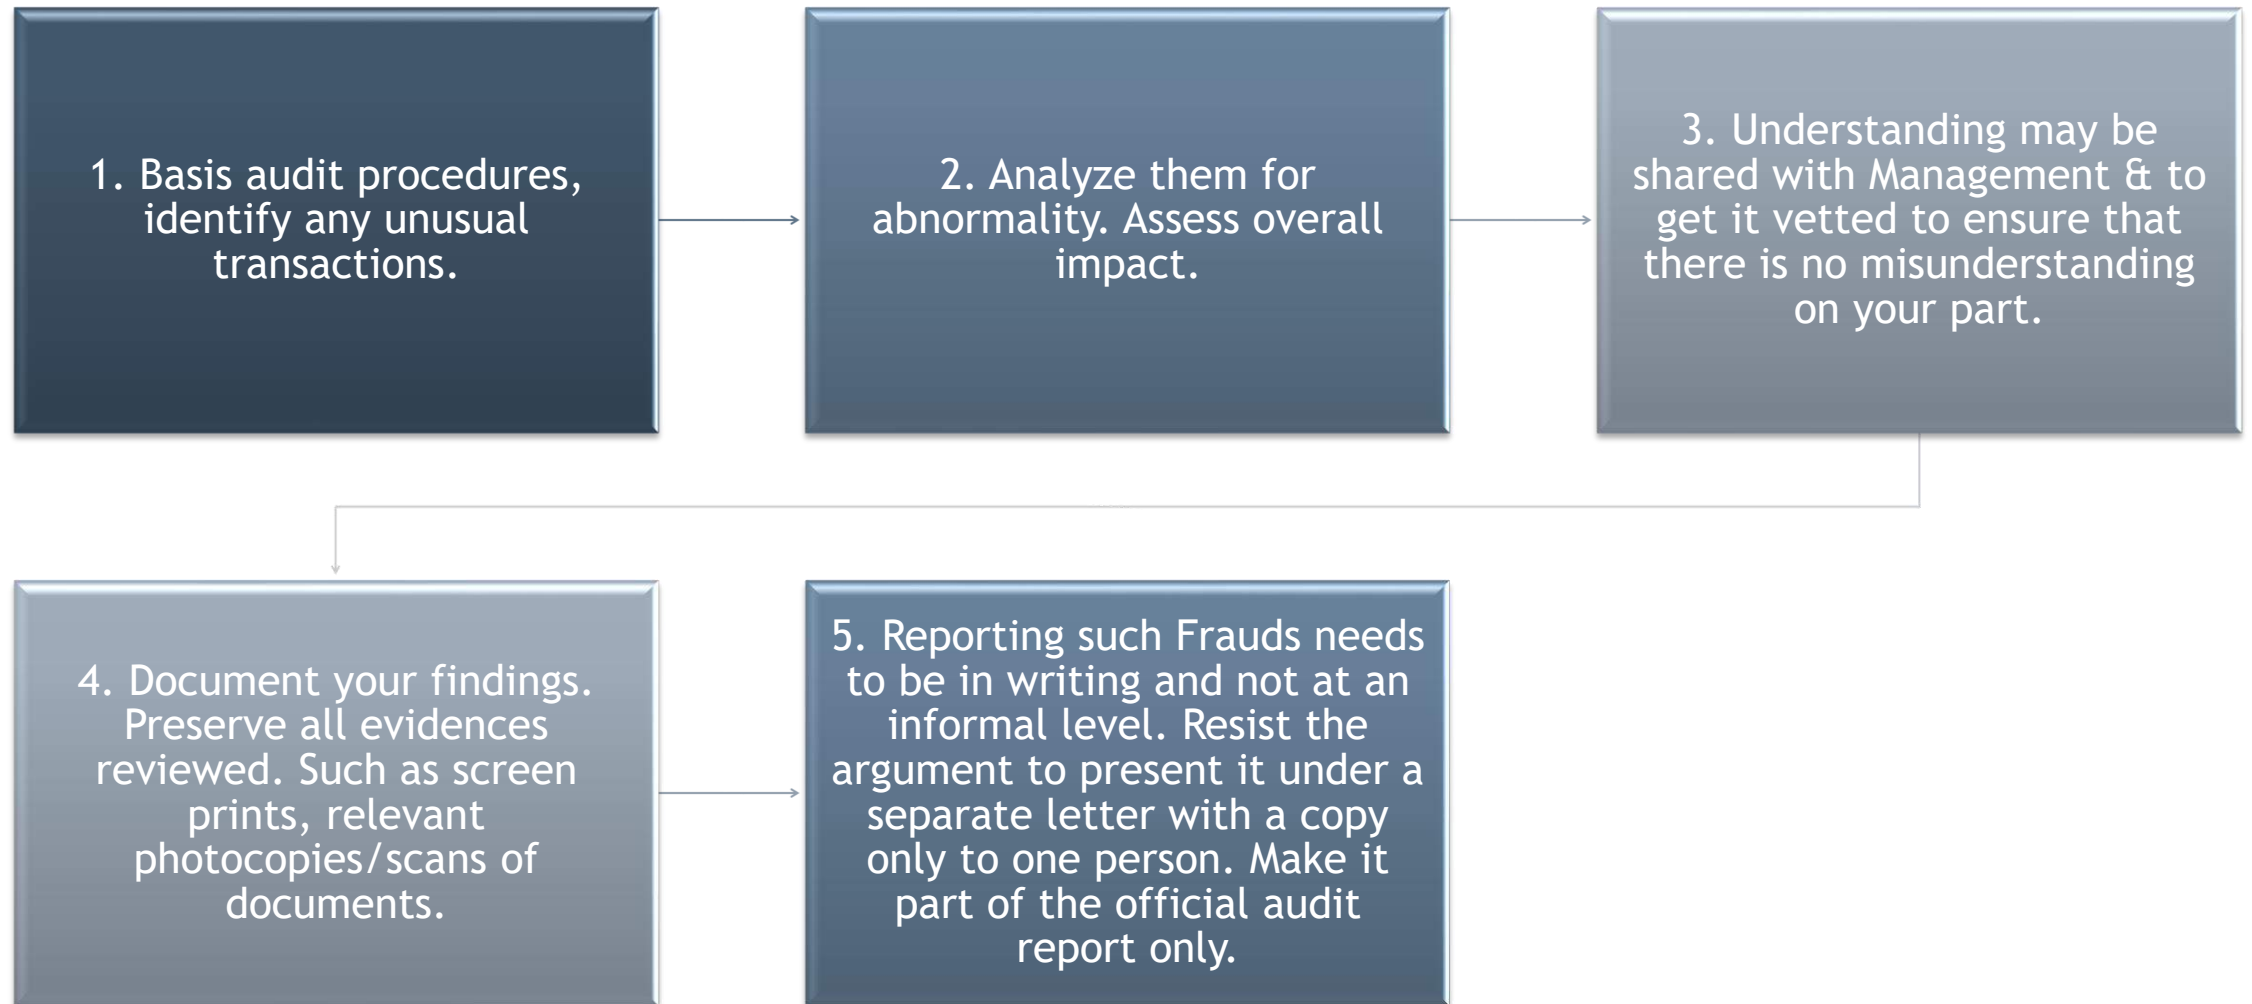 1. Basis audit procedures,
identify any unusual
transactions.
2. Analyze them for
abnormality. Assess overall
impact.
3. Understanding may be
shared with Management & to
get it vetted to ensure that
there is no misunderstanding
on your part.
4. Document your findings.
Preserve all evidences
reviewed. Such as screen
prints, relevant
photocopies/scans of
documents.
5. Reporting such Frauds needs
to be in writing and not at an
informal level. Resist the
argument to present it under a
separate letter with a copy
only to one person. Make it
part of the official audit
report only.